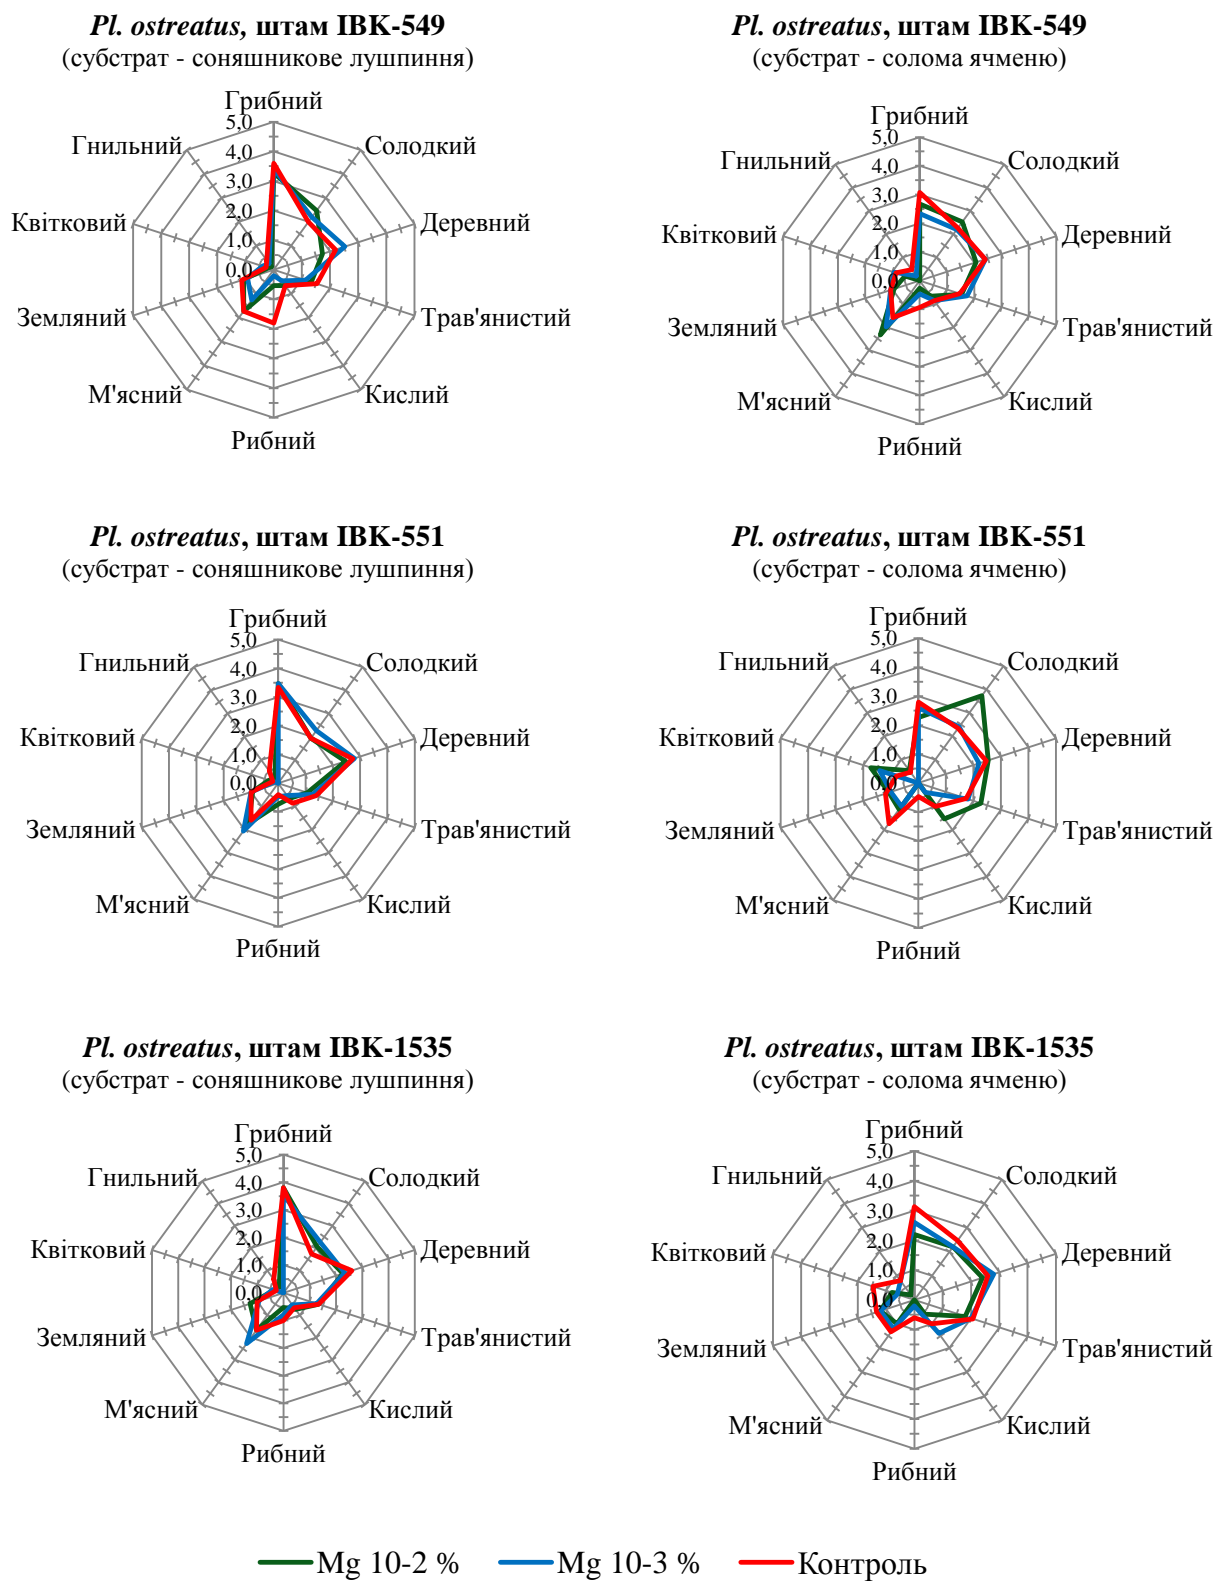 Pl. ostreatus, штам IBK-549
(субстрат - соняшникове лушпиння)
Грибний
Солодкий
Деревний
Трав'янистий
Кислий
Рибний
М'ясний
Земляний
Квітковий
Гнильний
5,0
4,0
3,0
2,0
1,0
0,0
Pl. ostreatus, штам IBK-549
(субстрат - солома ячменю)
Грибний
Солодкий
Деревний
Трав'янистий
Кислий
Рибний
М'ясний
Земляний
Квітковий
Гнильний
5,0
4,0
3,0
2,0
1,0
0,0
Pl. ostreatus, штам IBK-551
(субстрат - соняшникове лушпиння)
Грибний
Солодкий
Деревний
Трав'янистий
Кислий
Рибний
М'ясний
Земляний
Квітковий
Гнильний
5,0
4,0
3,0
2,0
1,0
0,0
Pl. ostreatus, штам IBK-551
(субстрат - солома ячменю)
Грибний
Солодкий
Деревний
Трав'янистий
Кислий
Рибний
М'ясний
Земляний
Квітковий
Гнильний
5,0
4,0
3,0
2,0
1,0
0,0
Pl. ostreatus, штам IBK-1535
(субстрат - соняшникове лушпиння)
Грибний
Солодкий
Деревний
Трав'янистий
Кислий
Рибний
М'ясний
Земляний
Квітковий
Гнильний
5,0
4,0
3,0
2,0
1,0
0,0
Pl. ostreatus, штам IBK-1535
(субстрат - солома ячменю)
Грибний
Солодкий
Деревний
Трав'янистий
Кислий
Рибний
М'ясний
Земляний
Квітковий
Гнильний
5,0
4,0
3,0
2,0
1,0
0,0
Mg 10-2 %
Mg 10-3 %
Контроль